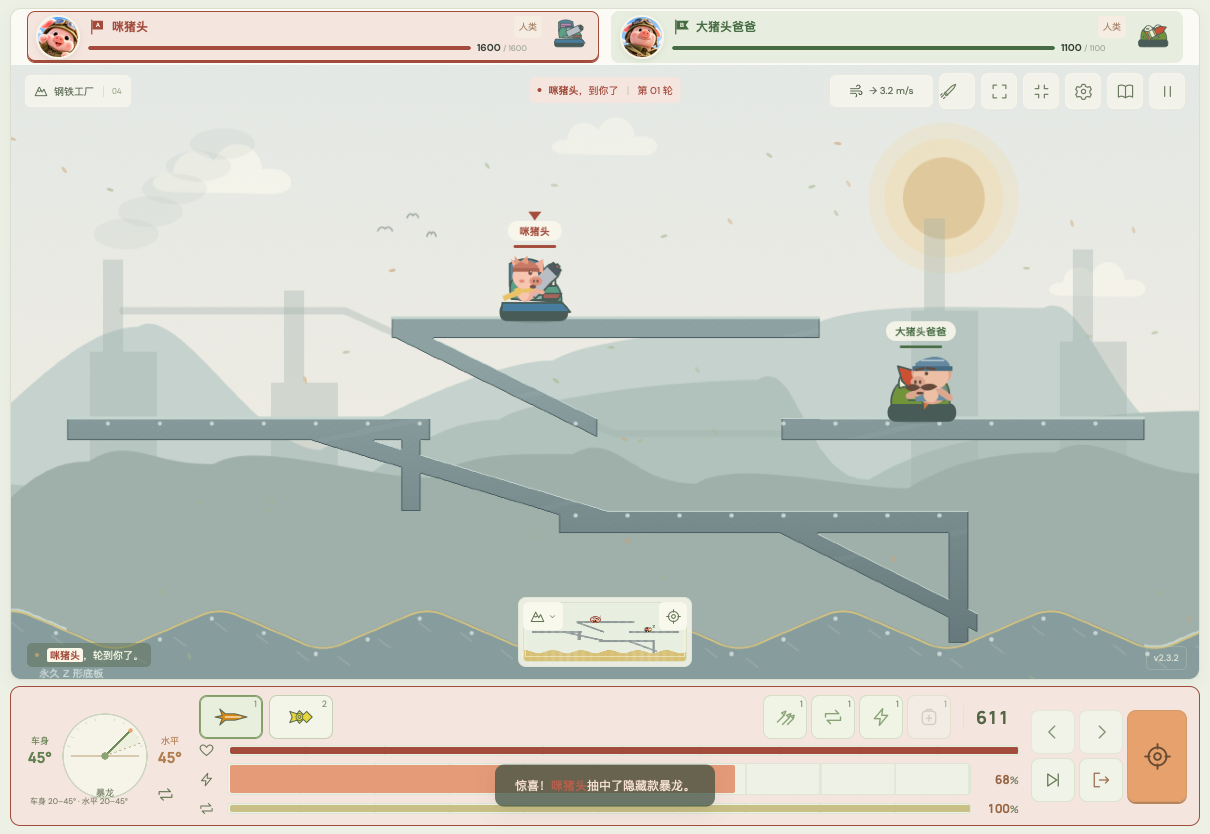 咪猪头
人类
1600 / 1600
大猪头爸爸
人类
1100 / 1100
钢铁工厂 04
咪猪头，到你了 | 第 01 轮
→ 3.2 m/s
咪猪头
大猪头爸爸
咪猪头，轮到你了。
永久 Z 形底板
v2.3.2
1
2
1
1
1
1
611
车身
45°
水平
45°
暴龙
车身 20–45° · 水平 20–45°
68%
惊喜！咪猪头抽中了隐藏款暴龙。
100%